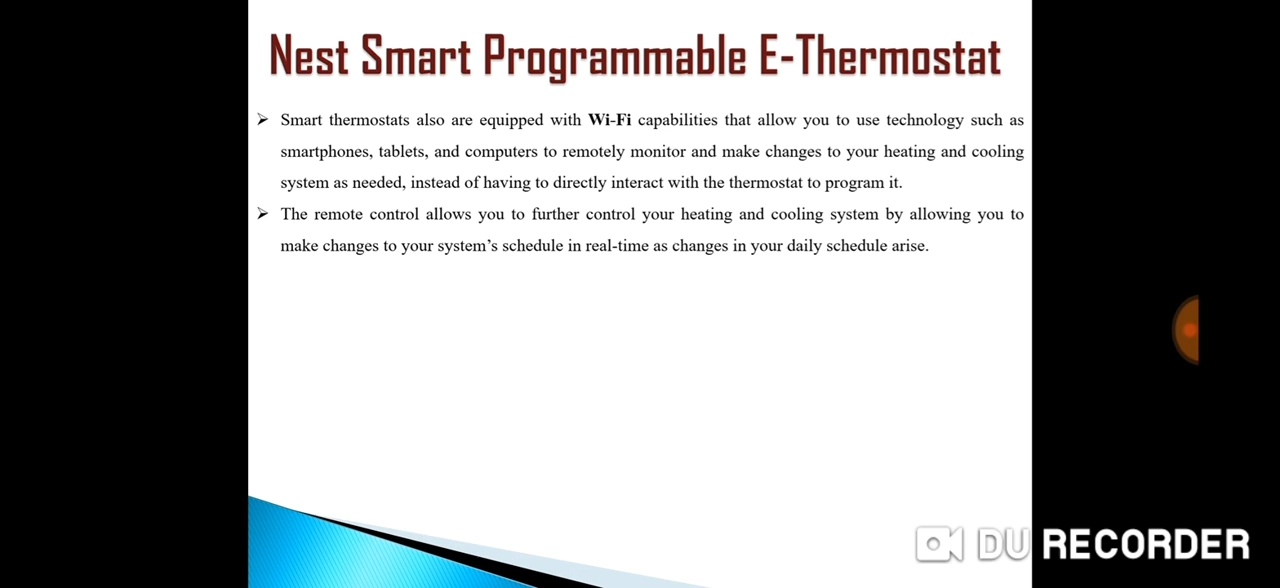 Nest Smart Programmable E-Thermostat
➢ Smart thermostats also are equipped with Wi-Fi capabilities that allow you to use technology such as
smartphones, tablets, and computers to remotely monitor and make changes to your heating and cooling
system as needed, instead of having to directly interact with the thermostat to program it.
➢ The remote control allows you to further control your heating and cooling system by allowing you to
make changes to your system’s schedule in real-time as changes in your daily schedule arise.
DU RECORDER